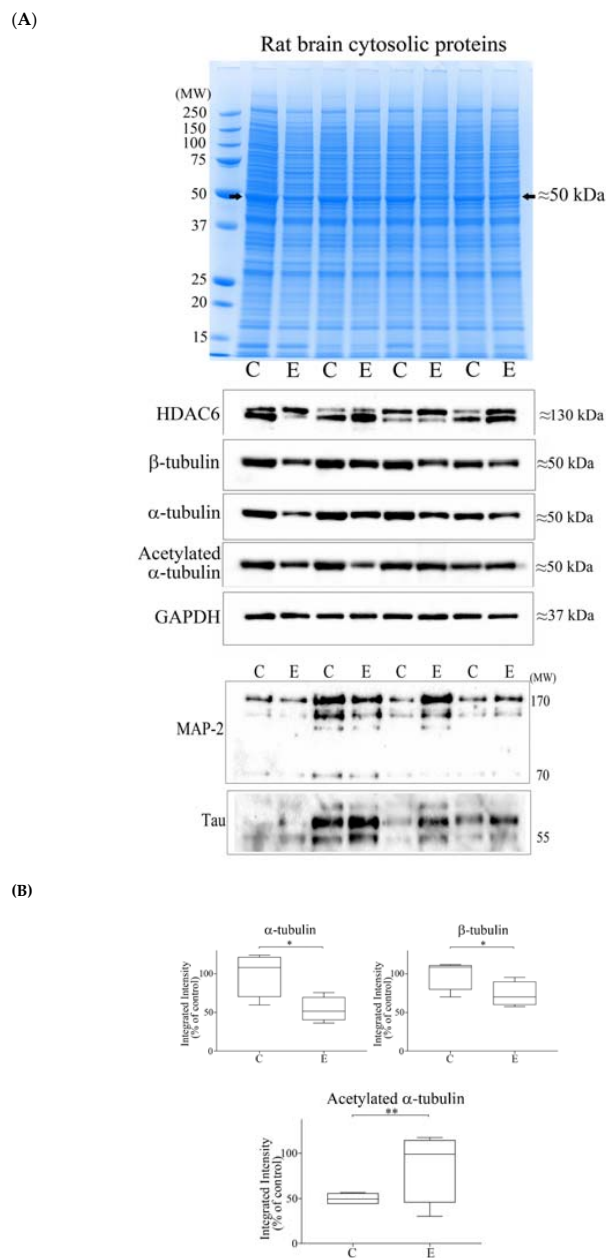 (A)
Rat brain cytosolic proteins
(MW)
250
150
100
75
50
37
25
20
15
≈50 kDa
C E C E C E C E
HDAC6 ≈130 kDa
β-tubulin ≈50 kDa
α-tubulin ≈50 kDa
Acetylated
α-tubulin ≈50 kDa
GAPDH ≈37 kDa
C E C E C E C E
(MW)
MAP-2 170
70
Tau
55
(B)
α-tubulin
*
Integrated Intensity
(% of control)
100
50
0
C E
β-tubulin
*
Integrated Intensity
(% of control)
100
50
0
C E
Acetylated α-tubulin
**
Integrated Intensity
(% of control)
100
50
0
C E